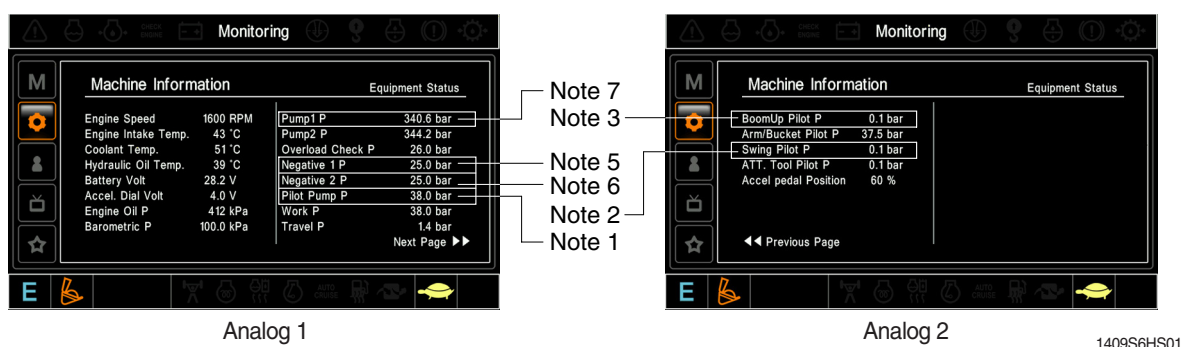 CHECK ENGINE
Monitoring
M
Machine Information
Equipment Status
Engine Speed 1600 RPM
Engine Intake Temp. 43 °C
Coolant Temp. 51 °C
Hydraulic Oil Temp. 39 °C
Battery Volt 28.2 V
Accel. Dial Volt 4.0 V
Engine Oil P 412 kPa
Barometric P 100.0 kPa
Pump1 P 340.6 bar
Pump2 P 344.2 bar
Overload Check P 26.0 bar
Negative 1 P 25.0 bar
Negative 2 P 25.0 bar
Pilot Pump P 38.0 bar
Work P 38.0 bar
Travel P 1.4 bar
Next Page ►►
E
AUTO CRUISE
Analog 1
Note 7
Note 3
Note 5
Note 6
Note 2
Note 1
CHECK ENGINE
Monitoring
M
Machine Information
Equipment Status
BoomUp Pilot P 0.1 bar
Arm/Bucket Pilot P 37.5 bar
Swing Pilot P 0.1 bar
ATT. Tool Pilot P 0.1 bar
Accel pedal Position 60 %
◄◄ Previous Page
E
AUTO CRUISE
Analog 2
1409S6HS01